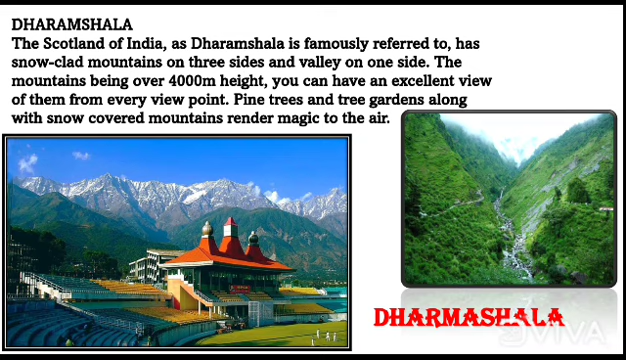 DHARAMSHALA
The Scotland of India, as Dharamshala is famously referred to, has
snow-clad mountains on three sides and valley on one side. The
mountains being over 4000m height, you can have an excellent view
of them from every view point. Pine trees and tree gardens along
with snow covered mountains render magic to the air.
DHARMASHALA
VIVA